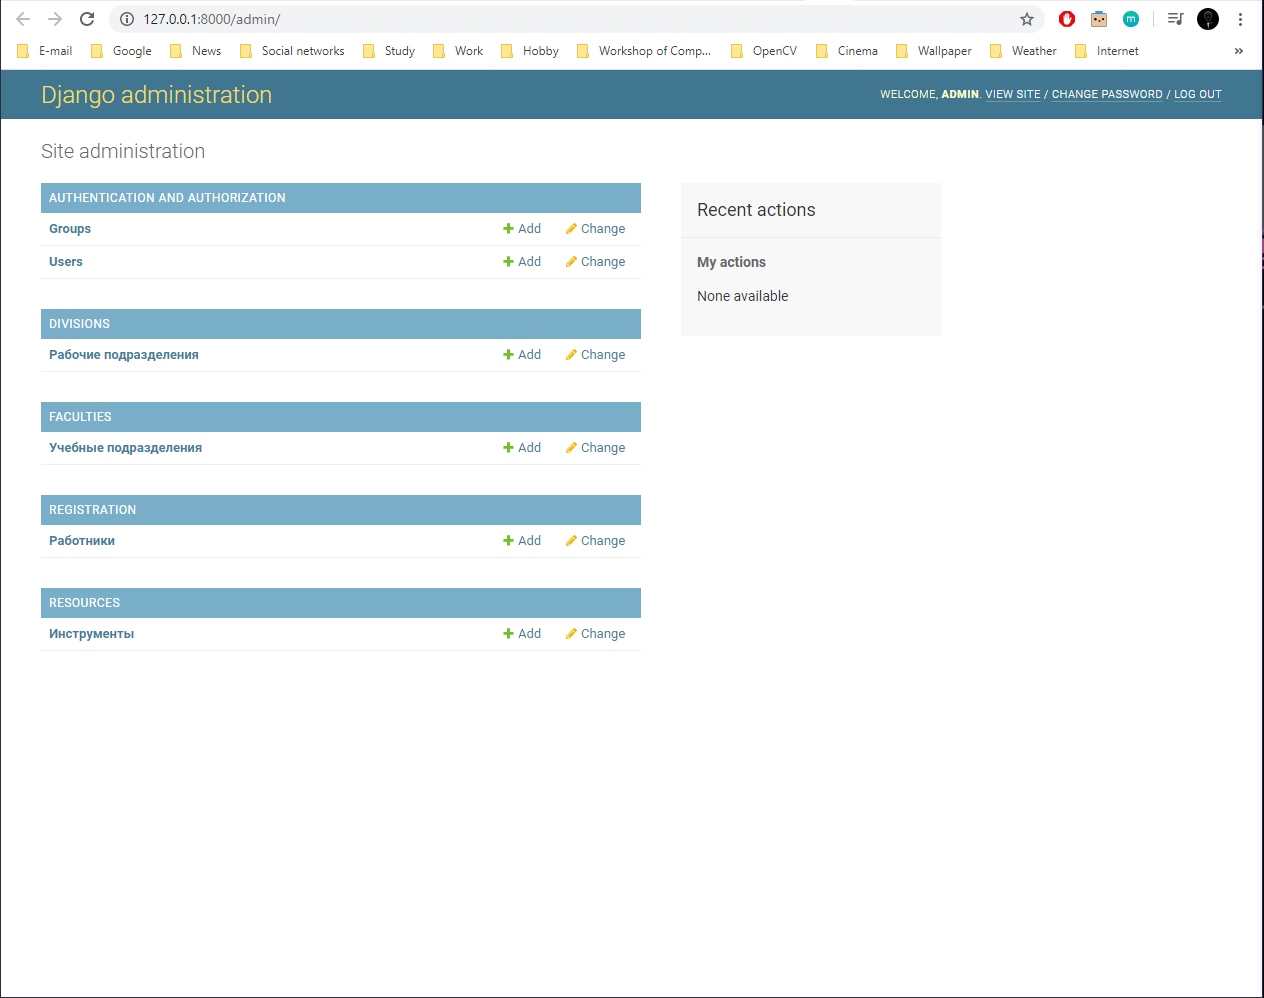 127.0.0.1:8000/admin/
E-mail Google News Social networks Study Work Hobby Workshop of Comp... OpenCV Cinema Wallpaper Weather Internet »
Django administration
WELCOME, ADMIN. VIEW SITE / CHANGE PASSWORD / LOG OUT
Site administration
AUTHENTICATION AND AUTHORIZATION
Groups Add Change
Users Add Change
DIVISIONS
Рабочие подразделения Add Change
FACULTIES
Учебные подразделения Add Change
REGISTRATION
Работники Add Change
RESOURCES
Инструменты Add Change
Recent actions
My actions
None available